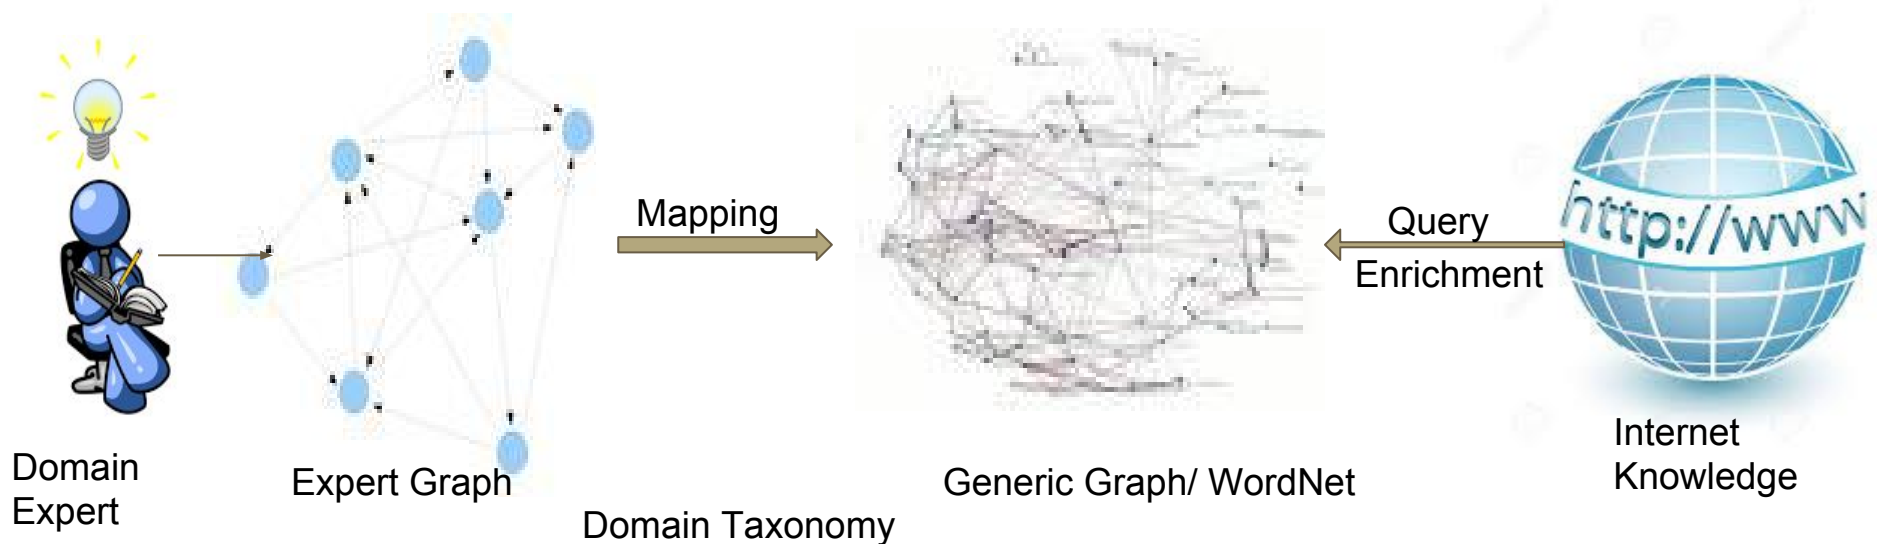 Mapping
Query
Enrichment
http://www
Domain
Expert
Expert Graph
Generic Graph/ WordNet
Internet
Knowledge
Domain Taxonomy